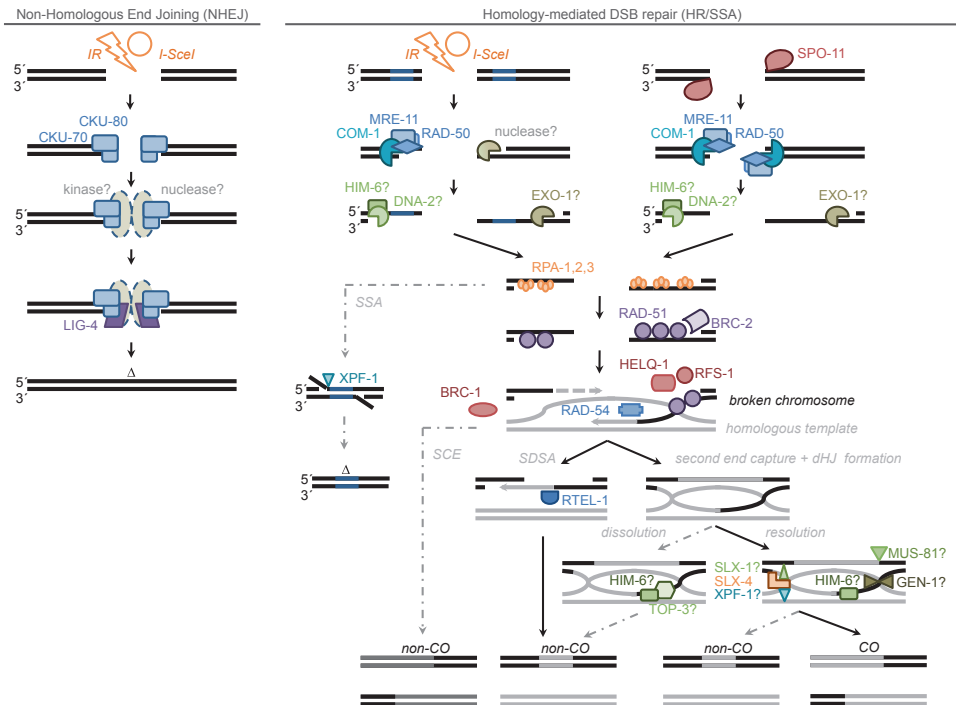 Non-Homologous End Joining (NHEJ)
Homology-mediated DSB repair (HR/SSA)
IR
I-SceI
5´
3´
CKU-80
CKU-70
kinase?
nuclease?
5´
3´
LIG-4
Δ
5´
3´
IR
I-SceI
5´
3´
MRE-11
COM-1
RAD-50
nuclease?
HIM-6?
DNA-2?
EXO-1?
5´
3´
SPO-11
5´
3´
MRE-11
COM-1
RAD-50
HIM-6?
DNA-2?
EXO-1?
5´
3´
RPA-1,2,3
SSA
RAD-51
BRC-2
XPF-1
5´
3´
HELQ-1
RFS-1
BRC-1
broken chromosome
RAD-54
homologous template
SCE
SDSA
second end capture + dHJ formation
Δ
5´
3´
RTEL-1
dissolution
resolution
MUS-81?
HIM-6?
TOP-3?
SLX-1?
SLX-4
XPF-1?
HIM-6?
GEN-1?
non-CO
non-CO
non-CO
CO